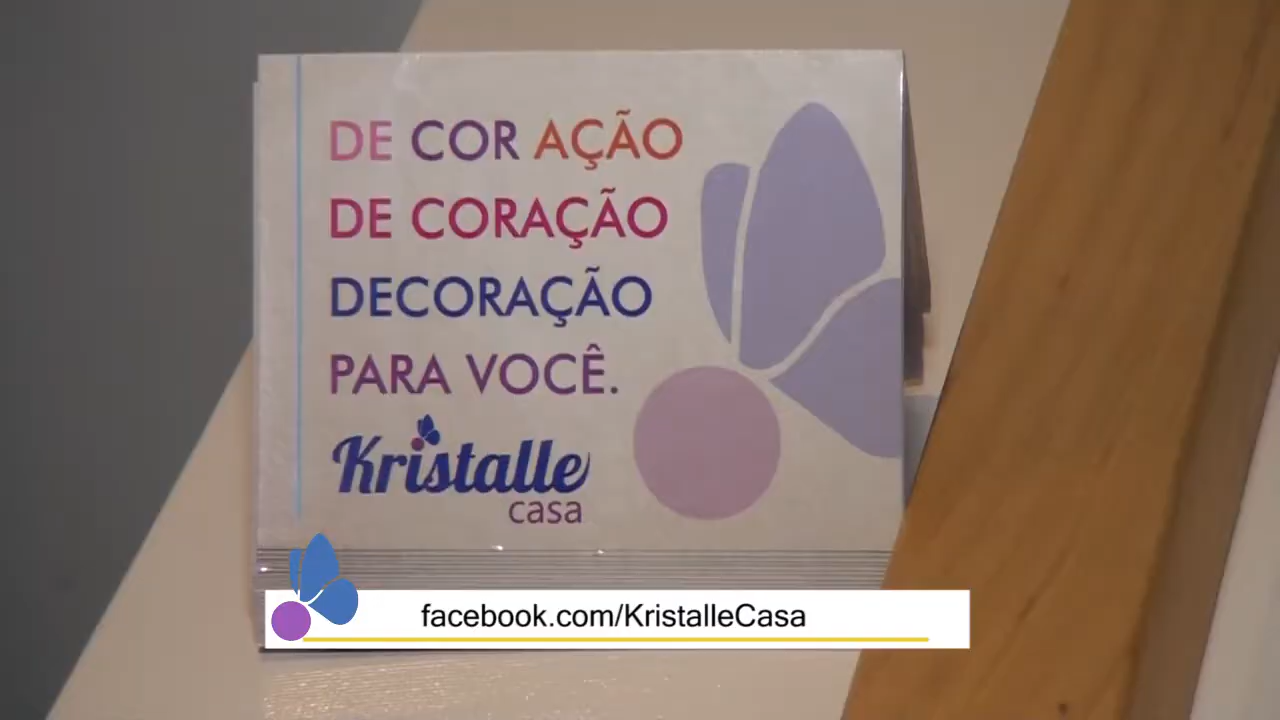 DE COR AÇÃO
DE CORAÇÃO
DECORAÇÃO
PARA VOCÊ.
Kristalle
casa
facebook.com/KristalleCasa